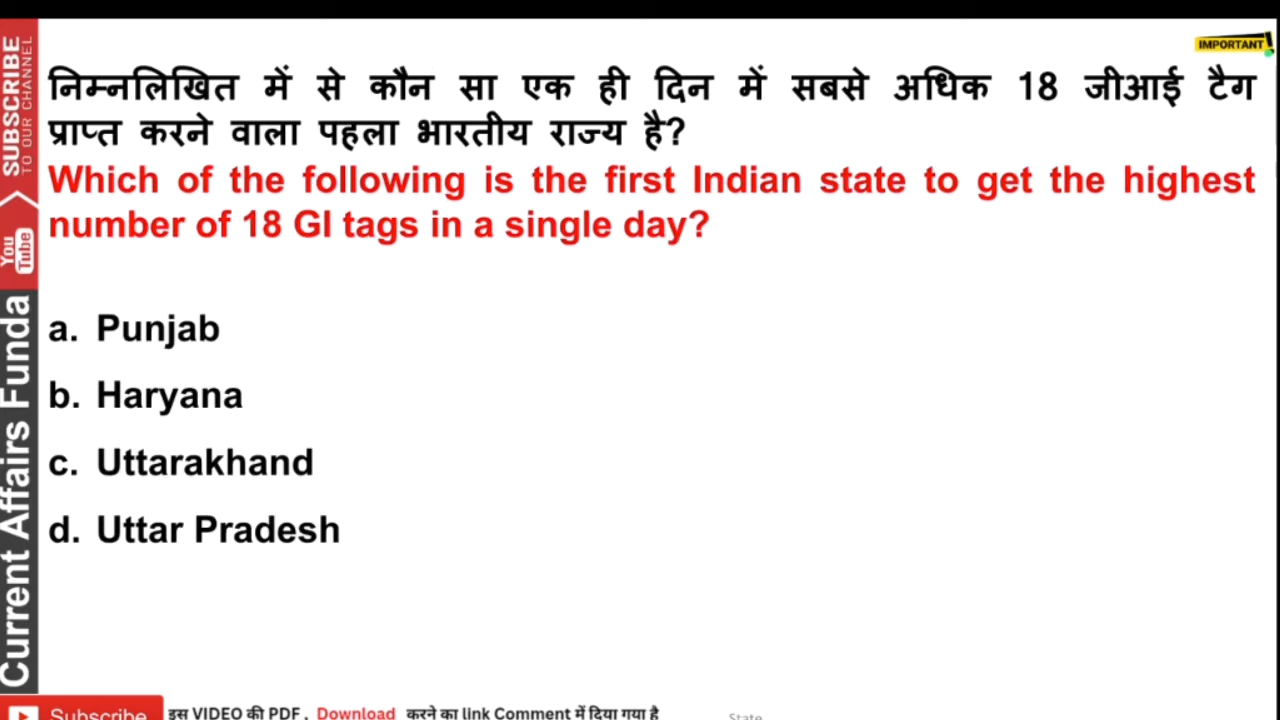 IMPORTANT!
निम्नलिखित में से कौन सा एक ही दिन में सबसे अधिक 18 जीआई टैग
प्राप्त करने वाला पहला भारतीय राज्य है?
Which of the following is the first Indian state to get the highest
number of 18 GI tags in a single day?
a. Punjab
b. Haryana
c. Uttarakhand
d. Uttar Pradesh
SUBSCRIBE
TO OUR CHANNEL
You
Tube
Current Affairs Funda
Subscribe
इस VIDEO की PDF , Download करने का link Comment में दिया गया है
State